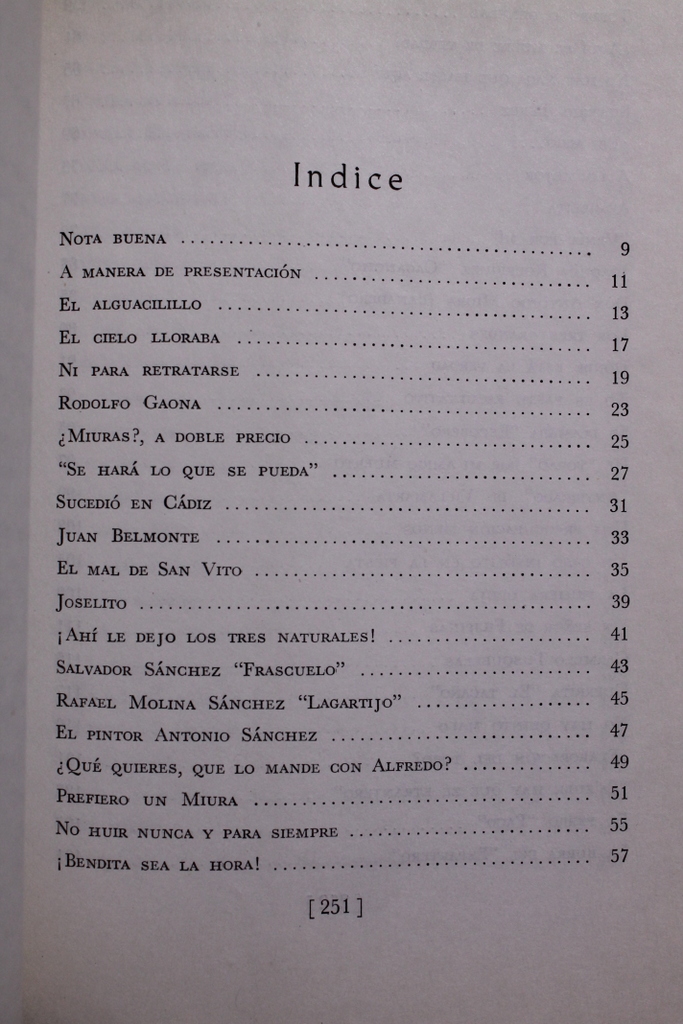 Indice
NOTA BUENA ........................................ 9
A MANERA DE PRESENTACIÓN ............................. 11
EL ALGUACILILLO ..................................... 13
EL CIELO LLORABA .................................... 17
NI PARA RETRATARSE .................................. 19
RODOLFO GAONA ...................................... 23
¿MIURAS?, A DOBLE PRECIO ............................. 25
"SE HARÁ LO QUE SE PUEDA" ........................... 27
SUCEDIÓ EN CÁDIZ .................................... 31
JUAN BELMONTE ...................................... 33
EL MAL DE SAN VITO .................................. 35
JOSELITO ............................................ 39
¡AHÍ LE DEJO LOS TRES NATURALES! ..................... 41
SALVADOR SÁNCHEZ "FRASCUELO" ........................ 43
RAFAEL MOLINA SÁNCHEZ "LAGARTIJO" .................. 45
EL PINTOR ANTONIO SÁNCHEZ ........................... 47
¿QUÉ QUIERES, QUE LO MANDE CON ALFREDO? ............. 49
PREFIERO UN MIURA ................................... 51
NO HUIR NUNCA Y PARA SIEMPRE ......................... 55
¡BENDITA SEA LA HORA! ................................ 57
[ 251 ]